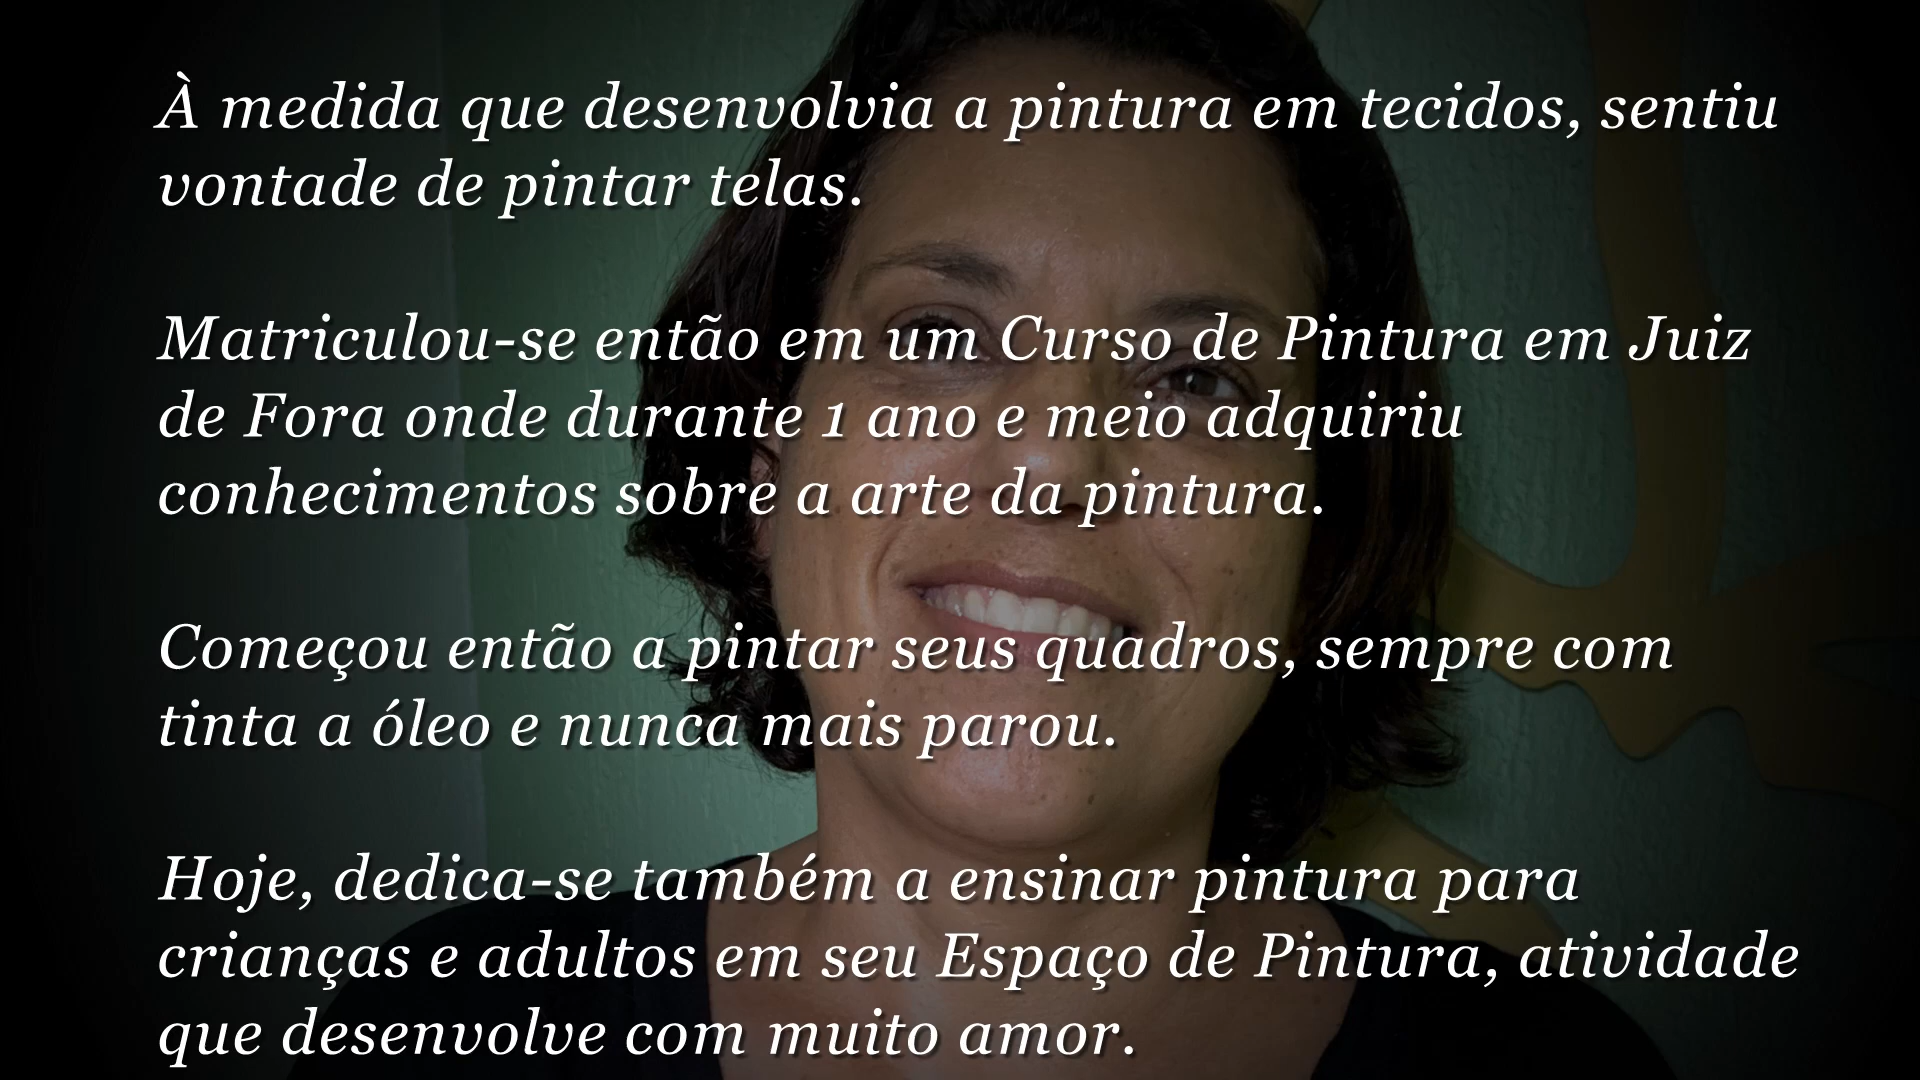 À medida que desenvolvia a pintura em tecidos, sentiu
vontade de pintar telas.
Matriculou-se então em um Curso de Pintura em Juiz
de Fora onde durante 1 ano e meio adquiriu
conhecimentos sobre a arte da pintura.
Começou então a pintar seus quadros, sempre com
tinta a óleo e nunca mais parou.
Hoje, dedica-se também a ensinar pintura para
crianças e adultos em seu Espaço de Pintura, atividade
que desenvolve com muito amor.